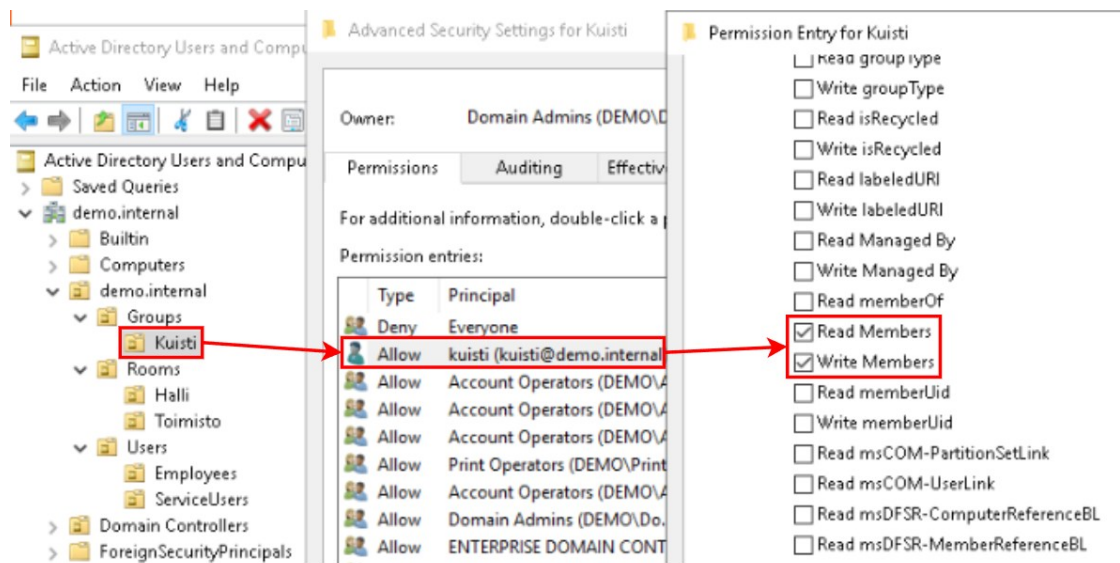 Active Directory Users and Compu
File Action View Help
Active Directory Users and Compu
Saved Queries
demo.internal
Builtin
Computers
demo.internal
Groups
Kuisti
Rooms
Halli
Toimisto
Users
Employees
ServiceUsers
Domain Controllers
ForeignSecurityPrincipals
Advanced Security Settings for Kuisti
Owner: Domain Admins (DEMO\D
Permissions Auditing Effectiv
For additional information, double-click a p
Permission entries:
Type Principal
Deny Everyone
Allow kuisti (kuisti@demo.internal
Allow Account Operators (DEMO\A
Allow Account Operators (DEMO\A
Allow Account Operators (DEMO\A
Allow Print Operators (DEMO\Print
Allow Account Operators (DEMO\A
Allow Domain Admins (DEMO\Do.
Allow ENTERPRISE DOMAIN CONT
Permission Entry for Kuisti
Read groupType
Write groupType
Read isRecycled
Write isRecycled
Read labeledURI
Write labeledURI
Read Managed By
Write Managed By
Read memberOf
Read Members
Write Members
Read memberUid
Write memberUid
Read msCOM-PartitionSetLink
Read msCOM-UserLink
Read msDFSR-ComputerReferenceBL
Read msDFSR-MemberReferenceBL